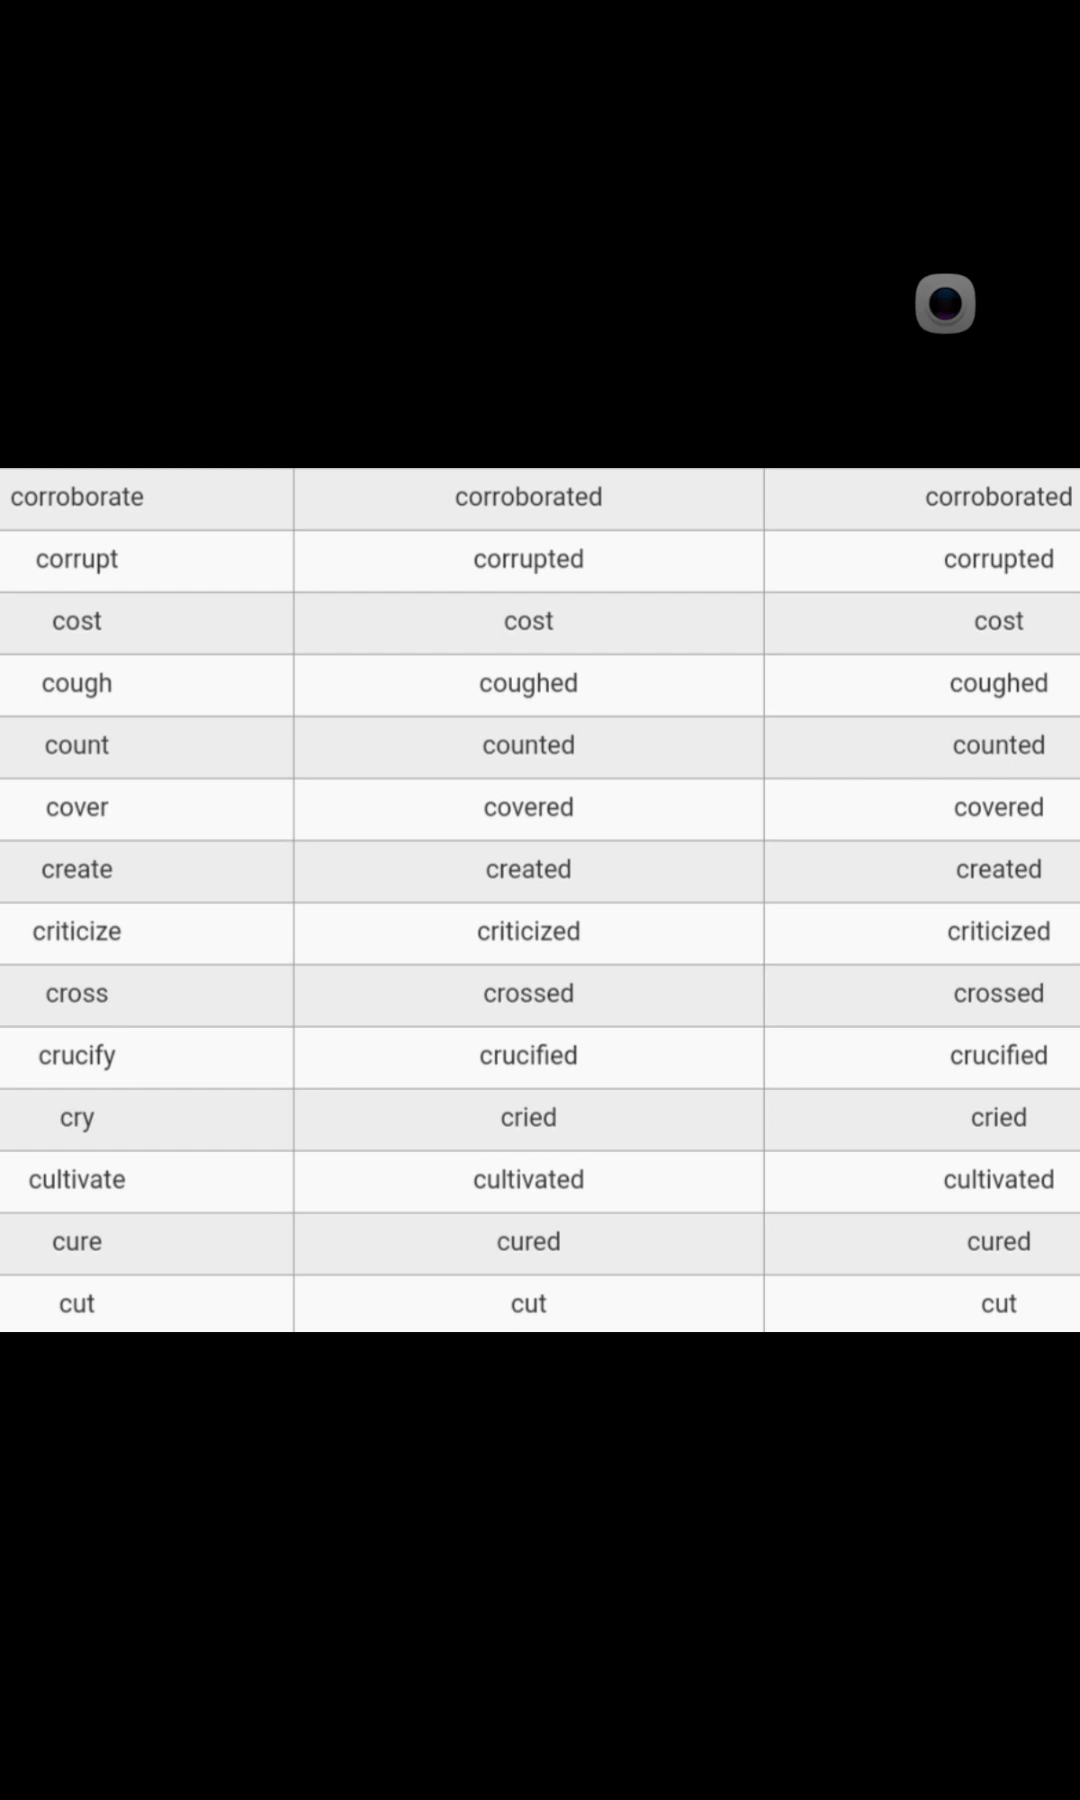 corroborate corroborated corroborated
corrupt corrupted corrupted
cost cost cost
cough coughed coughed
count counted counted
cover covered covered
create created created
criticize criticized criticized
cross crossed crossed
crucify crucified crucified
cry cried cried
cultivate cultivated cultivated
cure cured cured
cut cut cut